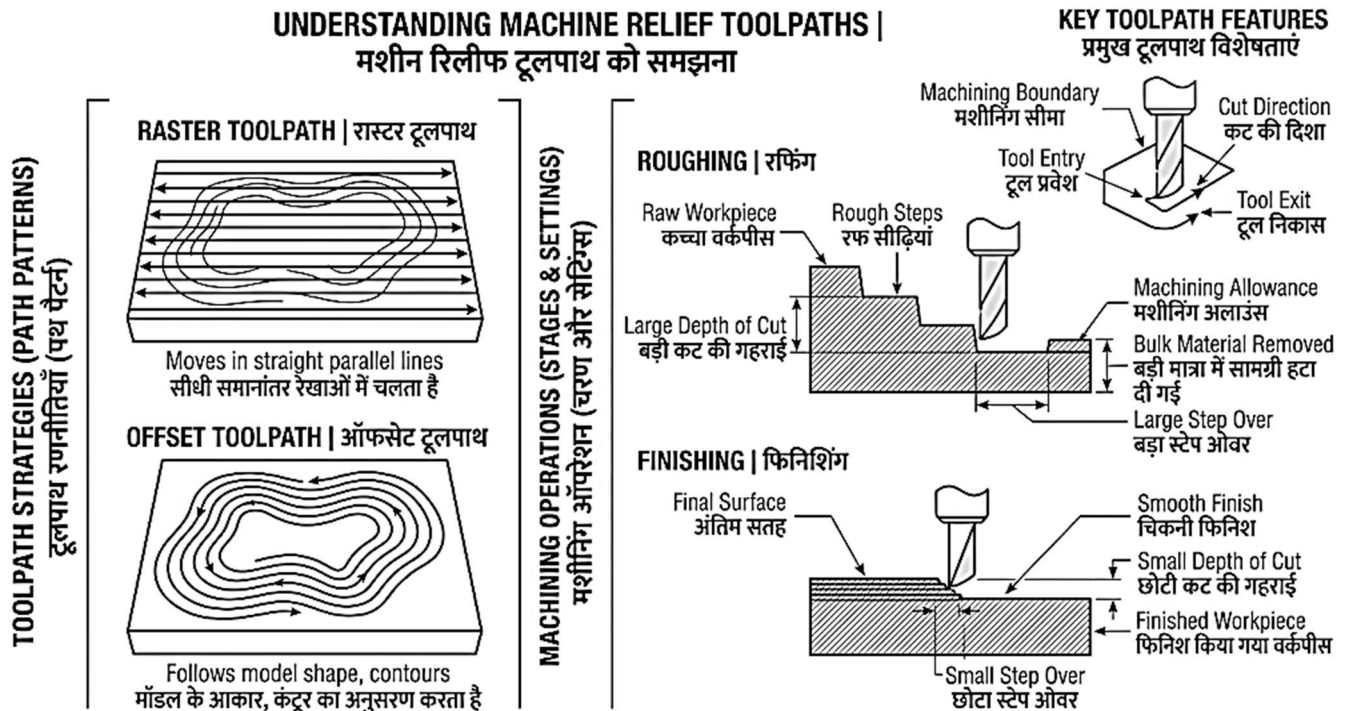 UNDERSTANDING MACHINE RELIEF TOOLPATHS |
मशीन रिलीफ टूलपाथ को समझना
TOOLPATH STRATEGIES (PATH PATTERNS)
टूलपाथ रणनीतियाँ (पथ पैटर्न)
RASTER TOOLPATH | रास्टर टूलपाथ
Moves in straight parallel lines
सीधी समानांतर रेखाओं में चलता है
OFFSET TOOLPATH | ऑफसेट टूलपाथ
Follows model shape, contours
मॉडल के आकार, कंटूर का अनुसरण करता है
MACHINING OPERATIONS (STAGES & SETTINGS)
मशीनिंग ऑपरेशन (चरण और सेटिंग्स)
KEY TOOLPATH FEATURES
प्रमुख टूलपाथ विशेषताएं
Machining Boundary
मशीनिंग सीमा
Cut Direction
कट की दिशा
Tool Entry
टूल प्रवेश
Tool Exit
टूल निकास
ROUGHING | रफिंग
Raw Workpiece
कच्चा वर्कपीस
Rough Steps
रफ सीढ़ियां
Large Depth of Cut
बड़ी कट की गहराई
Machining Allowance
मशीनिंग अलाउंस
Bulk Material Removed
बड़ी मात्रा में सामग्री हटा
दी गई
Large Step Over
बड़ा स्टेप ओवर
FINISHING | फिनिशिंग
Final Surface
अंतिम सतह
Smooth Finish
चिकनी फिनिश
Small Depth of Cut
छोटी कट की गहराई
Finished Workpiece
फिनिश किया गया वर्कपीस
Small Step Over
छोटा स्टेप ओवर